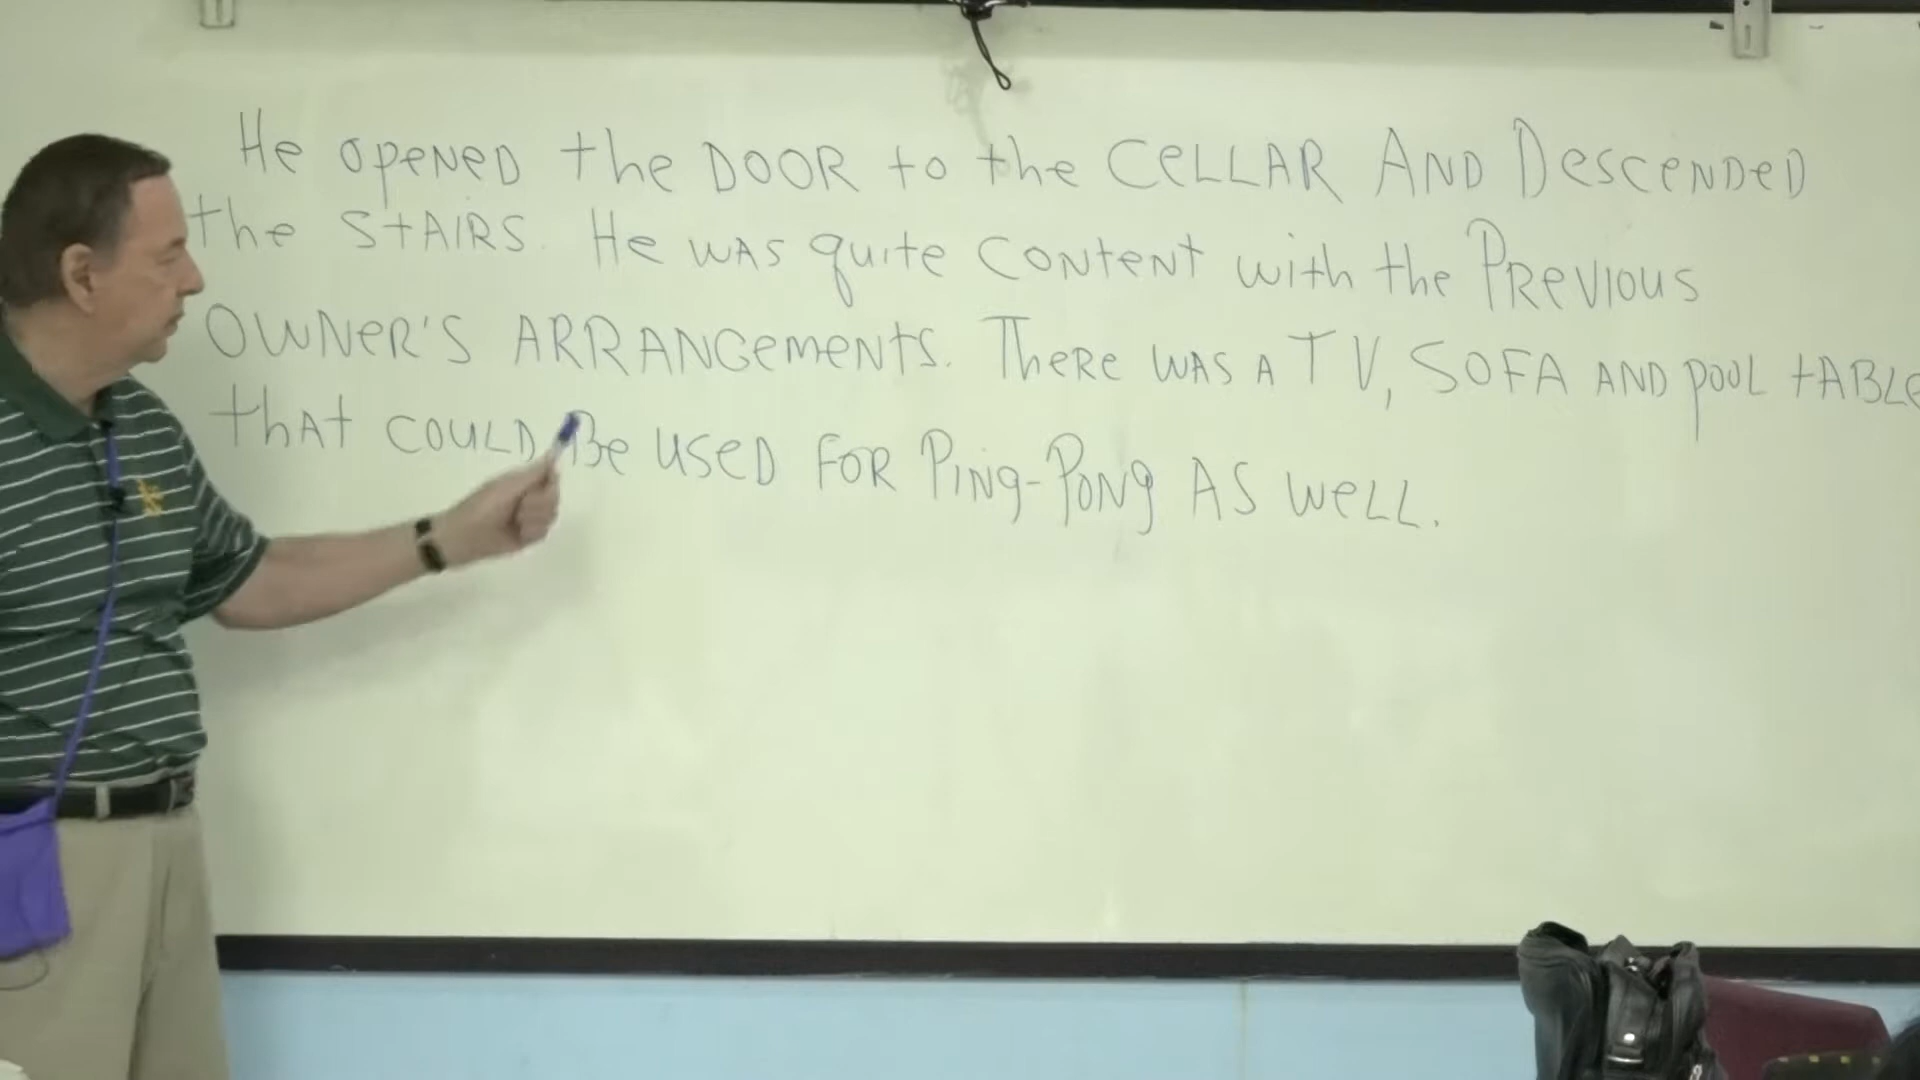 He opeNeD the DOOR to the CeLLAR AND DesceNDeD
the StAIRS. He WAS quite CONteNt with the PRevious
OWNeR'S ARRANGemeNtS. TheRe WAS A TV, SOFA AND pOOL tABLe
thAt COULD Be USeD FOR PiNg-PONg AS WeLL.